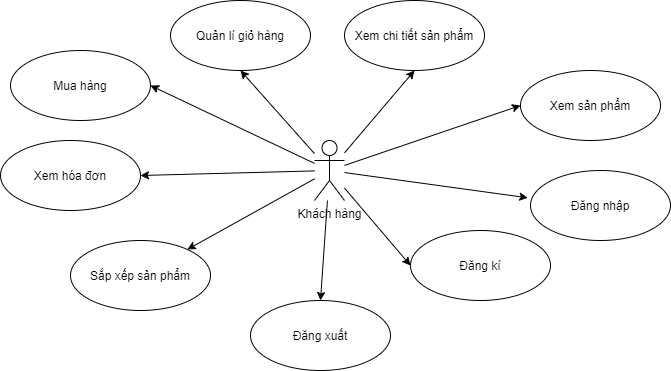 Quản lí giỏ hàng
Xem chi tiết sản phẩm
Mua hàng
Xem sản phẩm
Xem hóa đơn
Đăng nhập
Khách hàng
Đăng kí
Sắp xếp sản phẩm
Đăng xuất